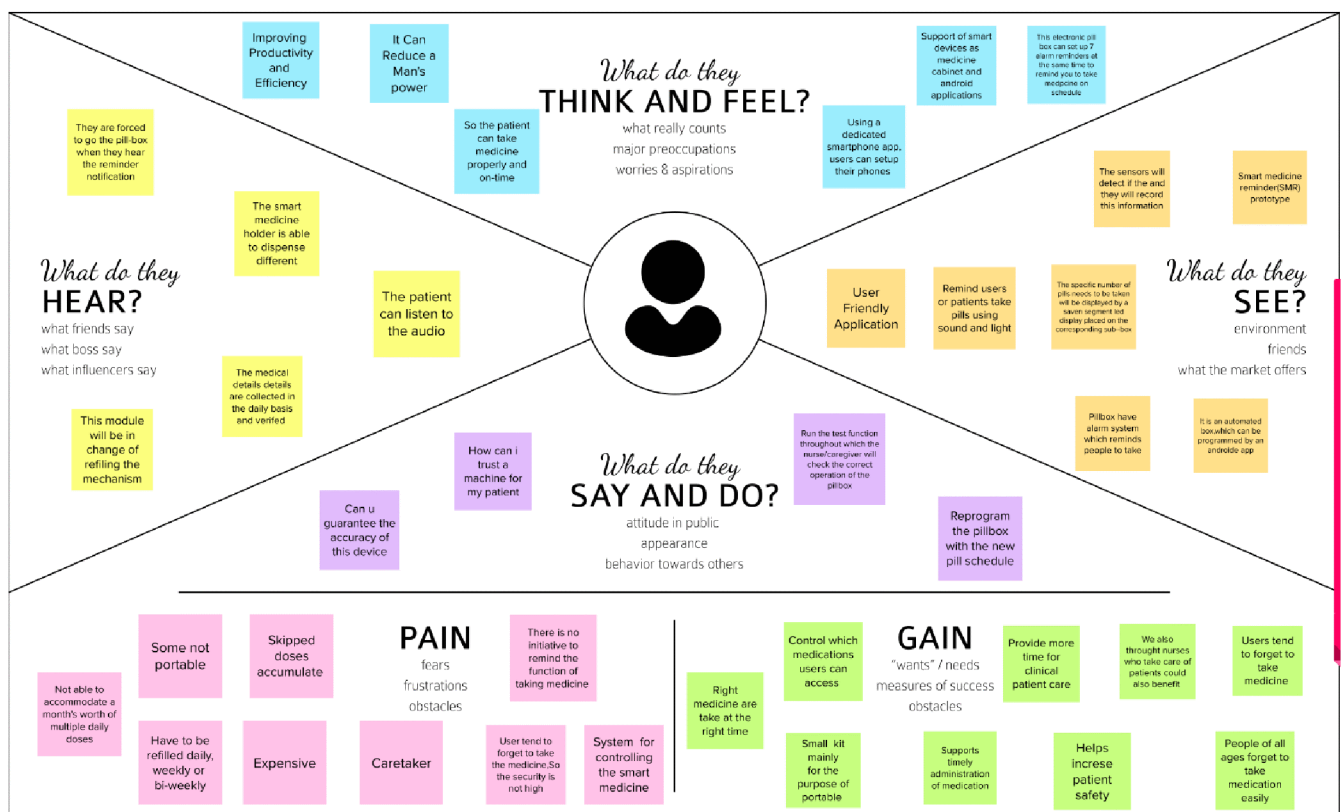 Improving
Productivity
and
Efficiency
It Can
Reduce a
Man's
power
So the patient
can take
medicine
properly and
on-time
What do they
THINK AND FEEL?
what really counts
major preoccupations
worries & aspirations
Support of smart
devices as
medicine
cabinet and
android
applications
This electronic pill
box can set up 7
alarm reminders at
the same time to
remind you to take
medpcine on
schedule
Using a
dedicated
smartphone app,
users can setup
their phones
They are forced
to go the pill-box
when they hear
the reminder
notification
The smart
medicine
holder is able
to dispense
different
What do they
HEAR?
what friends say
what boss say
what influencers say
The patient
can listen to
the audio
The medical
details details
are collected in
the daily basis
and verifed
This module
will be in
change of
refiling the
mechanism
The sensors will
detect if the and
they will record
this information
Smart medicine
reminder(SMR)
prototype
User
Friendly
Application
Remind users
or patients take
pills using
sound and light
The specific number of
pills needs to be taken
will be displayed by a
saven segment led
display placed on the
corresponding sub-box
What do they
SEE?
environment
friends
what the market offers
Pillbox have
alarm system
which reminds
people to take
It is an automated
box,which can be
programmed by an
androide app
How can i
trust a
machine for
my patient
Can u
guarantee the
accuracy of
this device
What do they
SAY AND DO?
attitude in public
appearance
behavior towards others
Run the test function
throughout which the
nurse/caregiver will
check the correct
operation of the
pillbox
Reprogram
the pillbox
with the new
pill schedule
PAIN
fears
frustrations
obstacles
Some not
portable
Skipped
doses
accumulate
There is no
initiative to
remind the
function of
taking medicine
Not able to
accommodate a
month's worth of
multiple daily
doses
Have to be
refilled daily,
weekly or
bi-weekly
Expensive
Caretaker
User tend to
forget to take
the medicine,So
the security is
not high
System for
controlling
the smart
medicine
GAIN
"wants" / needs
measures of success
obstacles
Control which
medications
users can
access
Provide more
time for
clinical
patient care
We also
throught nurses
who take care of
patients could
also benefit
Users tend
to forget to
take
medicine
Right
medicine are
take at the
right time
Small kit
mainly
for the
purpose of
portable
Supports
timely
administration
of medication
Helps
increse
patient
safety
People of all
ages forget to
take
medication
easily